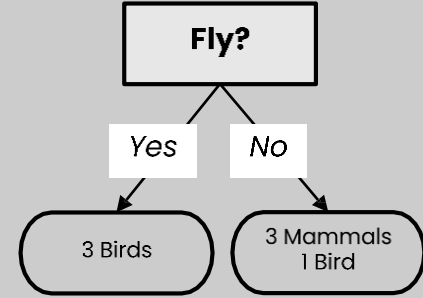 Fly?
Yes
No
3 Birds
3 Mammals
1 Bird